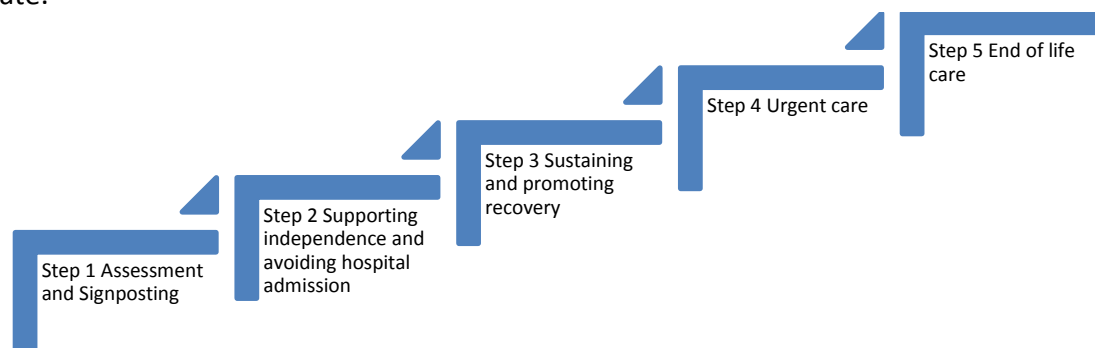 Step 5 End of life
care
Step 4 Urgent care
Step 3 Sustaining
and promoting
recovery
Step 2 Supporting
independence and
avoiding hospital
admission
Step 1 Assessment
and Signposting